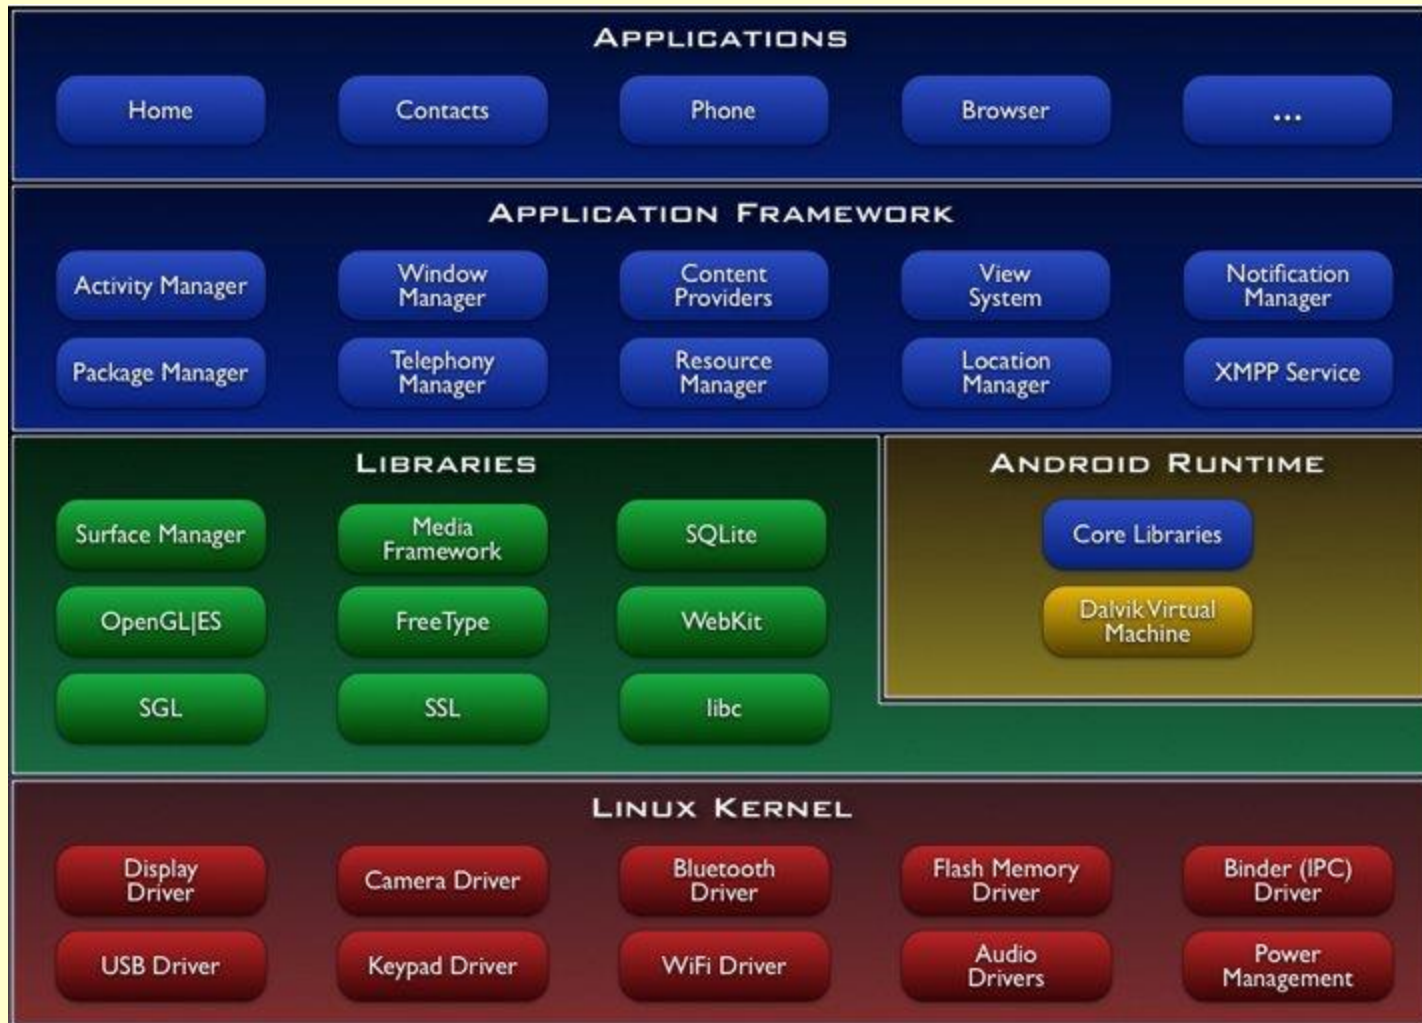 APPLICATIONS
Home
Contacts
Phone
Browser
...
APPLICATION FRAMEWORK
Activity Manager
Window
Manager
Content
Providers
View
System
Notification
Manager
Package Manager
Telephony
Manager
Resource
Manager
Location
Manager
XMPP Service
LIBRARIES
Surface Manager
Media
Framework
SQLite
OpenGL|ES
FreeType
WebKit
SGL
SSL
libc
ANDROID RUNTIME
Core Libraries
Dalvik Virtual
Machine
LINUX KERNEL
Display
Driver
Camera Driver
Bluetooth
Driver
Flash Memory
Driver
Binder (IPC)
Driver
USB Driver
Keypad Driver
WiFi Driver
Audio
Drivers
Power
Management